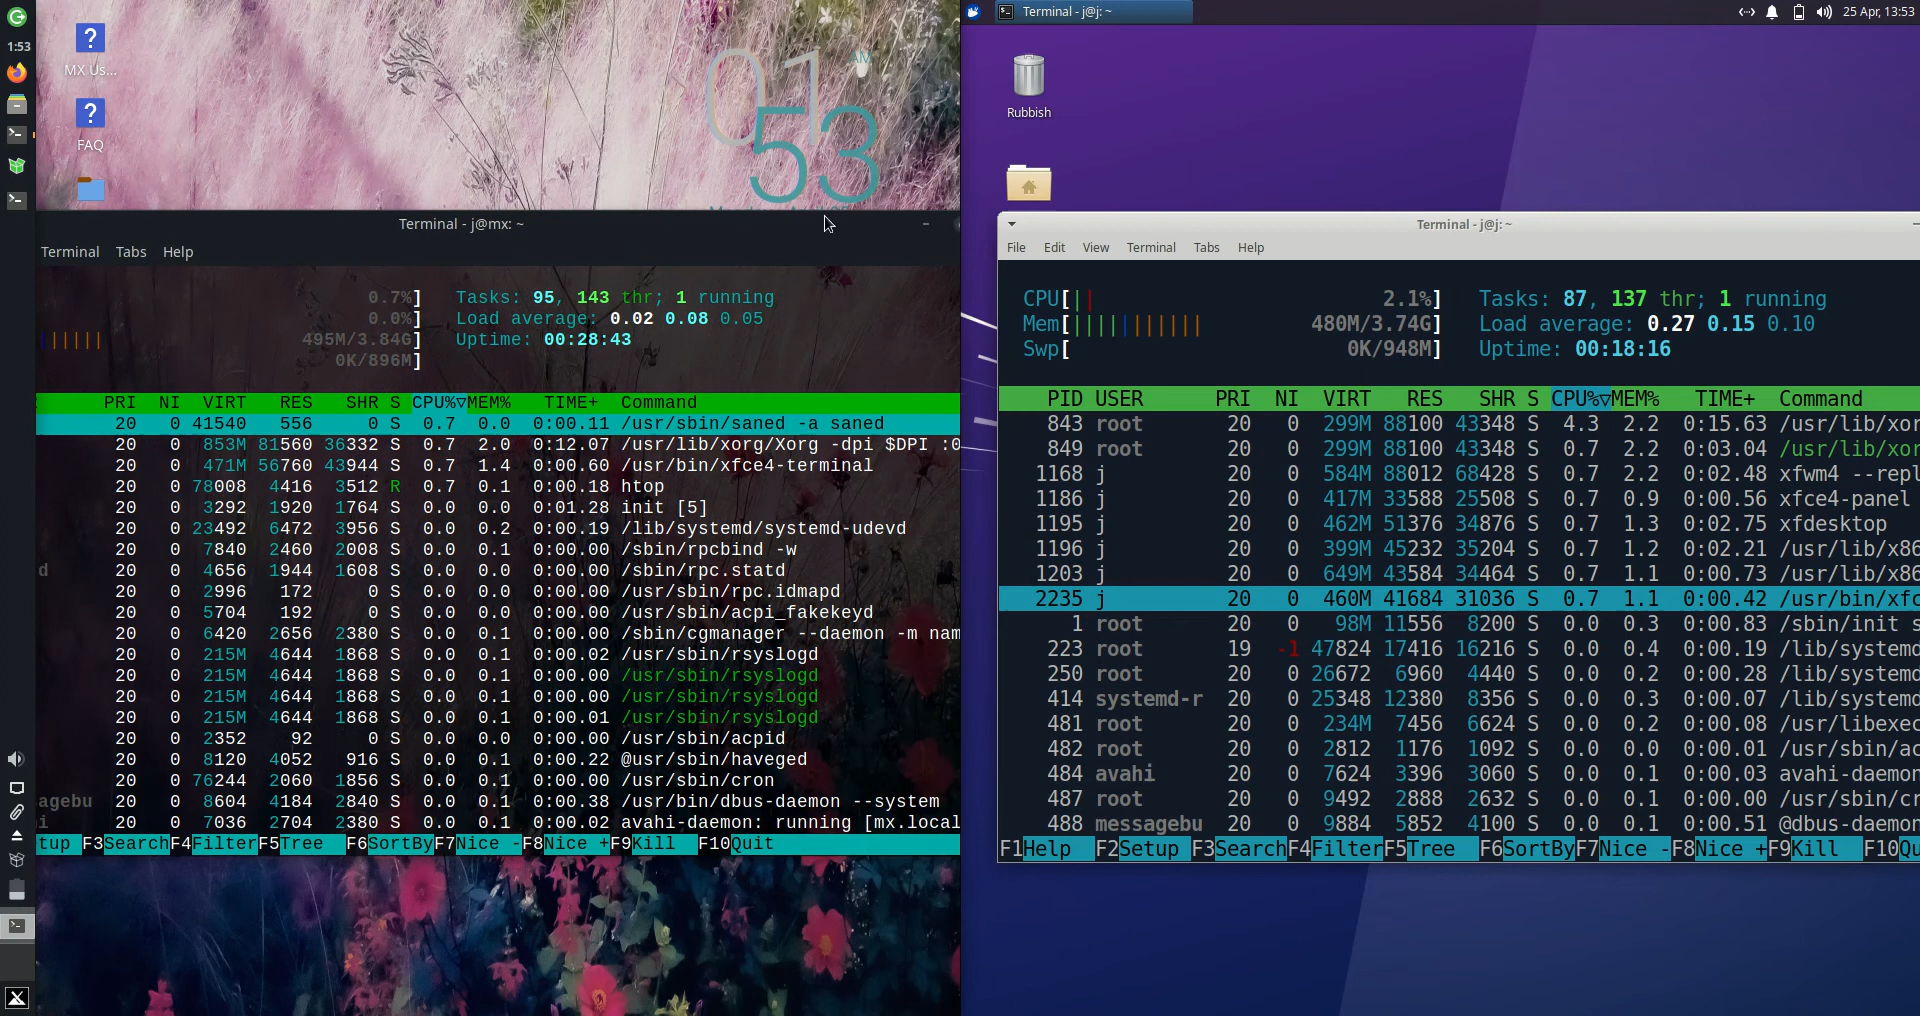 1:53
MX Us...
FAQ
01
AM
53
Terminal - j@mx: ~
Terminal Tabs Help
0.7%] Tasks: 95, 143 thr; 1 running
0.0%] Load average: 0.02 0.08 0.05
|||||| 495M/3.84G] Uptime: 00:28:43
0K/896M]
PRI NI VIRT RES SHR S CPU%▽MEM% TIME+ Command
20 0 41540 556 0 S 0.7 0.0 0:00.11 /usr/sbin/saned -a saned
20 0 853M 81560 36332 S 0.7 2.0 0:12.07 /usr/lib/xorg/Xorg -dpi $DPI :0
20 0 471M 56760 43944 S 0.7 1.4 0:00.60 /usr/bin/xfce4-terminal
20 0 78008 4416 3512 R 0.7 0.1 0:00.18 htop
20 0 3292 1920 1764 S 0.0 0.0 0:01.28 init [5]
20 0 23492 6472 3956 S 0.0 0.2 0:00.19 /lib/systemd/systemd-udevd
20 0 7840 2460 2008 S 0.0 0.1 0:00.00 /sbin/rpcbind -w
d 20 0 4656 1944 1608 S 0.0 0.1 0:00.00 /sbin/rpc.statd
20 0 2996 172 0 S 0.0 0.0 0:00.00 /usr/sbin/rpc.idmapd
20 0 5704 192 0 S 0.0 0.0 0:00.00 /usr/bin/acpi_fakekeyd
20 0 6420 2656 2380 S 0.0 0.1 0:00.00 /sbin/cgmanager --daemon -m nam
20 0 215M 4644 1868 S 0.0 0.1 0:00.02 /usr/sbin/rsyslogd
20 0 215M 4644 1868 S 0.0 0.1 0:00.00 /usr/sbin/rsyslogd
20 0 215M 4644 1868 S 0.0 0.1 0:00.00 /usr/sbin/rsyslogd
20 0 215M 4644 1868 S 0.0 0.1 0:00.01 /usr/sbin/rsyslogd
20 0 2352 92 0 S 0.0 0.0 0:00.00 /usr/sbin/acpid
20 0 8120 4052 916 S 0.0 0.1 0:00.22 @usr/sbin/haveged
20 0 76244 2060 1856 S 0.0 0.1 0:00.00 /usr/sbin/cron
sagebu 20 0 8604 4184 2840 S 0.0 0.1 0:00.38 /usr/bin/dbus-daemon --system
i 20 0 7036 2704 2380 S 0.0 0.1 0:00.02 avahi-daemon: running [mx.local
tup F3Search F4Filter F5Tree F6SortBy F7Nice - F8Nice + F9Kill F10Quit
Terminal - j@j: ~
25 Apr, 13:53
Rubbish
Terminal - j@j: ~
File Edit View Terminal Tabs Help
CPU[|| 2.1%] Tasks: 87, 137 thr; 1 running
Mem[||||||||||| 480M/3.74G] Load average: 0.27 0.15 0.10
Swp[ 0K/948M] Uptime: 00:18:16
PID USER PRI NI VIRT RES SHR S CPU%▽MEM% TIME+ Command
843 root 20 0 299M 88100 43348 S 4.3 2.2 0:15.63 /usr/lib/xor
849 root 20 0 299M 88100 43348 S 0.7 2.2 0:03.04 /usr/lib/xor
1168 j 20 0 584M 88012 68428 S 0.7 2.2 0:02.48 xfwm4 --repl
1186 j 20 0 417M 33588 25508 S 0.7 0.9 0:00.56 xfce4-panel
1195 j 20 0 462M 51376 34876 S 0.7 1.3 0:02.75 xfdesktop
1196 j 20 0 399M 45232 35204 S 0.7 1.2 0:02.21 /usr/lib/x86
1203 j 20 0 649M 43584 34464 S 0.7 1.1 0:00.73 /usr/lib/x86
2235 j 20 0 460M 41684 31036 S 0.7 1.1 0:00.42 /usr/bin/xfc
1 root 20 0 98M 11556 8200 S 0.0 0.3 0:00.83 /sbin/init s
223 root 19 -1 47824 17416 16216 S 0.0 0.4 0:00.19 /lib/systemd
250 root 20 0 26672 6960 4440 S 0.0 0.2 0:00.28 /lib/systemd
414 systemd-r 20 0 25348 12380 8356 S 0.0 0.3 0:00.07 /lib/systemd
481 root 20 0 234M 7456 6624 S 0.0 0.2 0:00.08 /usr/libexec
482 root 20 0 2812 1176 1092 S 0.0 0.0 0:00.01 /usr/sbin/ac
484 avahi 20 0 7624 3396 3060 S 0.0 0.1 0:00.03 avahi-daemon
487 root 20 0 9492 2888 2632 S 0.0 0.1 0:00.00 /usr/sbin/cr
488 messagebu 20 0 9884 5852 4100 S 0.0 0.1 0:00.51 @dbus-daemon
F1Help F2Setup F3Search F4Filter F5Tree F6SortBy F7Nice - F8Nice + F9Kill F10Qu